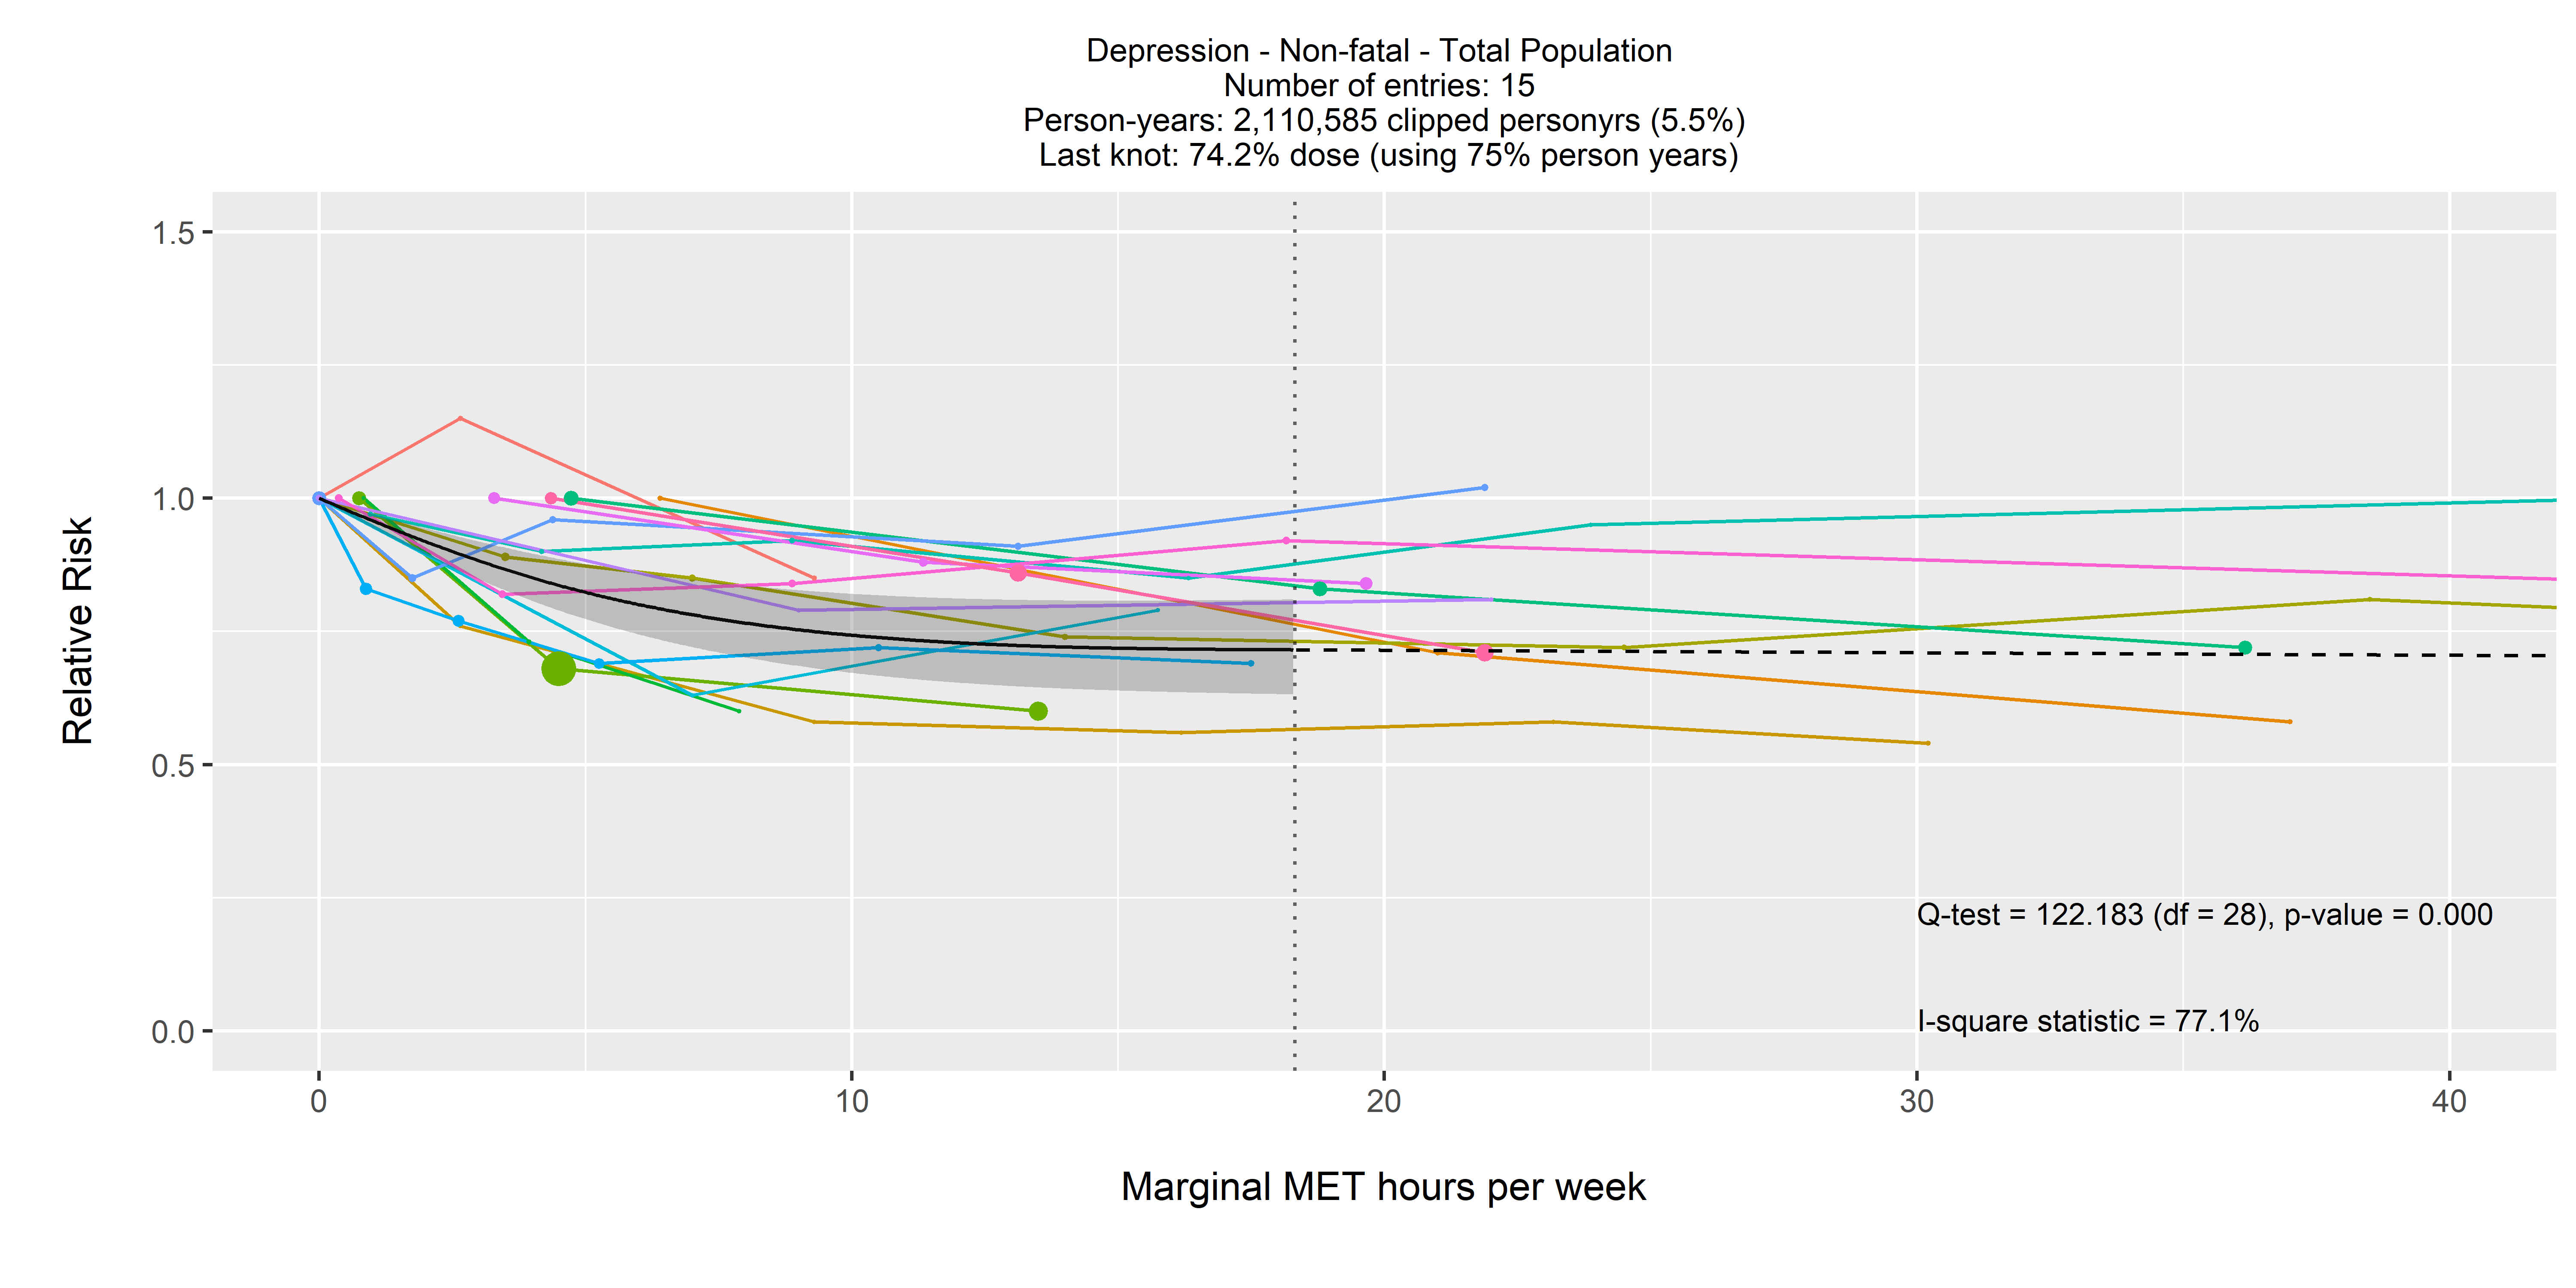 Depression - Non-fatal - Total Population
Number of entries: 15
Person-years: 2,110,585 clipped personyrs (5.5%)
Last knot: 74.2% dose (using 75% person years)
1.5
1.0
0.5
0.0
Relative Risk
Q-test = 122.183 (df = 28), p-value = 0.000
I-square statistic = 77.1%
0 10 20 30 40
Marginal MET hours per week